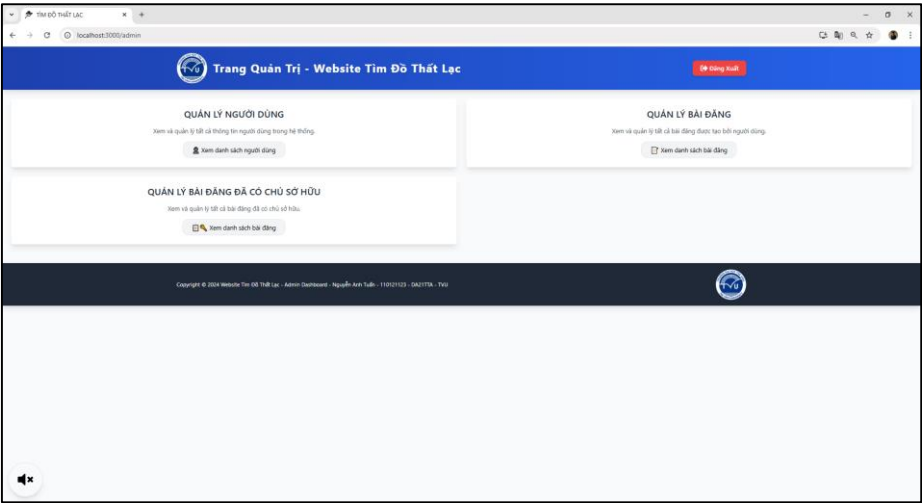 TÌM ĐỒ THẤT LẠC
localhost:3000/admin
TVU
Trang Quản Trị - Website Tìm Đồ Thất Lạc
Đăng Xuất
QUẢN LÝ NGƯỜI DÙNG
Xem và quản lý tất cả thông tin người dùng trong hệ thống.
Xem danh sách người dùng
QUẢN LÝ BÀI ĐĂNG
Xem và quản lý tất cả bài đăng được tạo bởi người dùng.
Xem danh sách bài đăng
QUẢN LÝ BÀI ĐĂNG ĐÃ CÓ CHỦ SỞ HỮU
Xem và quản lý tất cả bài đăng đã có chủ sở hữu.
Xem danh sách bài đăng
Copyright © 2024 Website Tìm Đồ Thất Lạc - Admin Dashboard - Nguyễn Anh Tuấn - 110121123 - DA21TTA - TVU
TVU